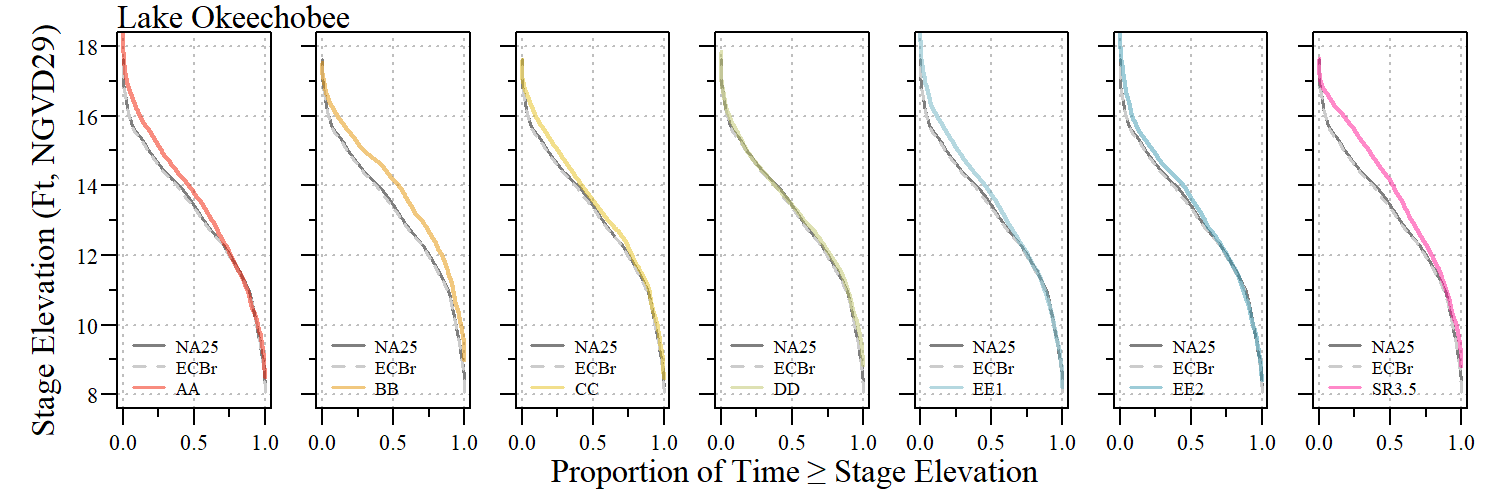 Lake Okeechobee
Stage Elevation (Ft, NGVD29)
18
16
14
12
10
8
NA25
ECBr
AA
0.0 0.5 1.0
NA25
ECBr
BB
0.0 0.5 1.0
NA25
ECBr
CC
0.0 0.5 1.0
NA25
ECBr
DD
0.0 0.5 1.0
NA25
ECBr
EE1
0.0 0.5 1.0
NA25
ECBr
EE2
0.0 0.5 1.0
NA25
ECBr
SR3.5
0.0 0.5 1.0
Proportion of Time ≥ Stage Elevation